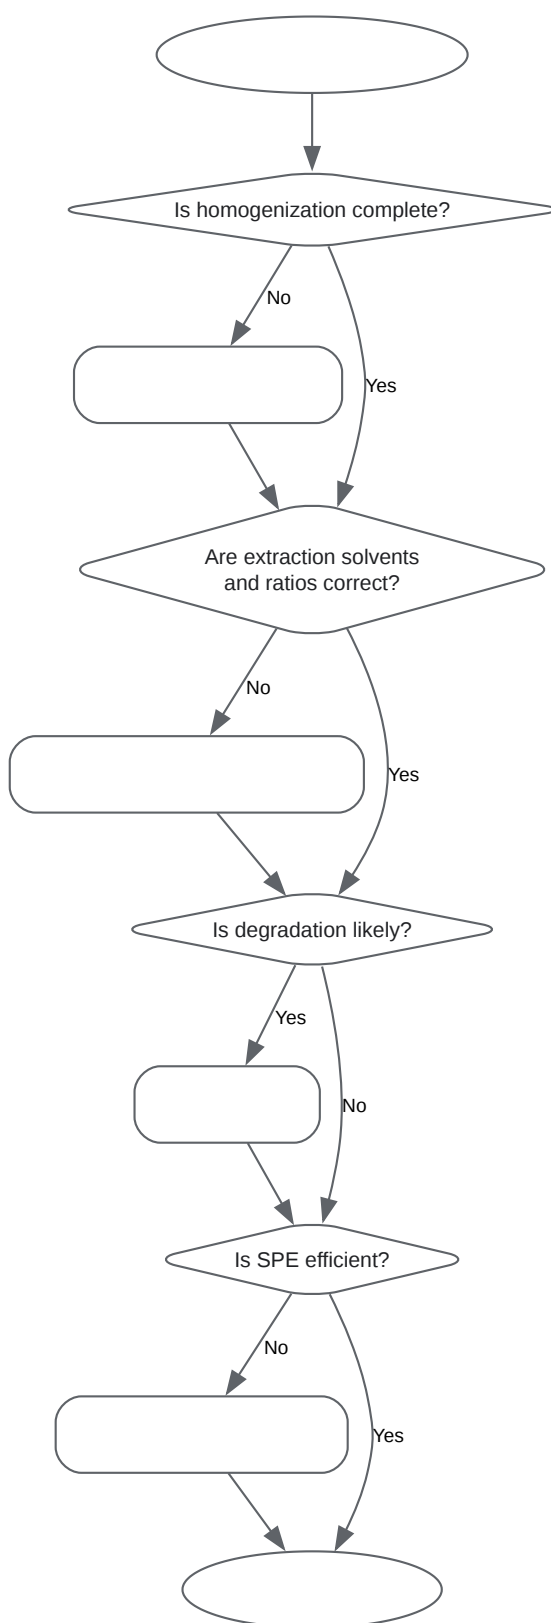 Is homogenization complete?
No
Yes
Are extraction solvents
and ratios correct?
No
Yes
Is degradation likely?
Yes
No
Is SPE efficient?
No
Yes